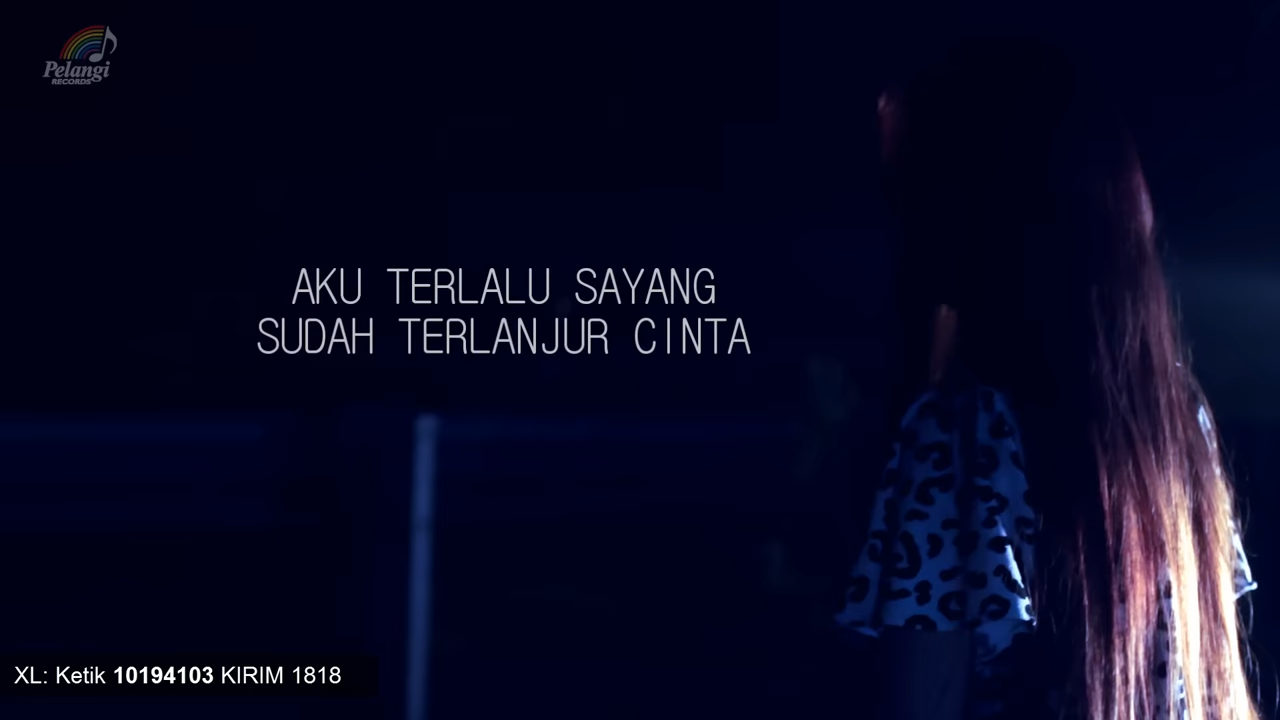 Pelangi
RECORDS
AKU TERLALU SAYANG
SUDAH TERLANJUR CINTA
XL: Ketik 10194103 KIRIM 1818